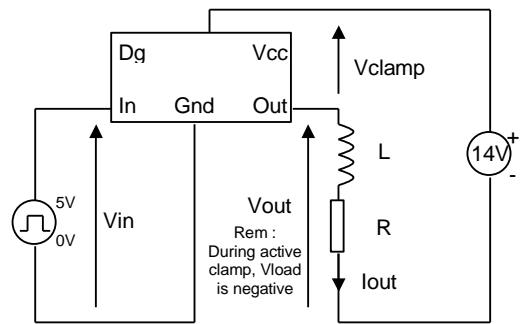 Dg
Vcc
Vclamp
In
Gnd
Out
14V
+
-
L
5V
0V
Vin
Vout
R
Rem :
During active
clamp, Vload
is negative
Iout